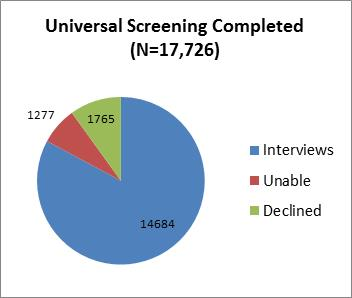 Universal Screening Completed
(N=17,726)
1277
1765
14684
Interviews
Unable
Declined